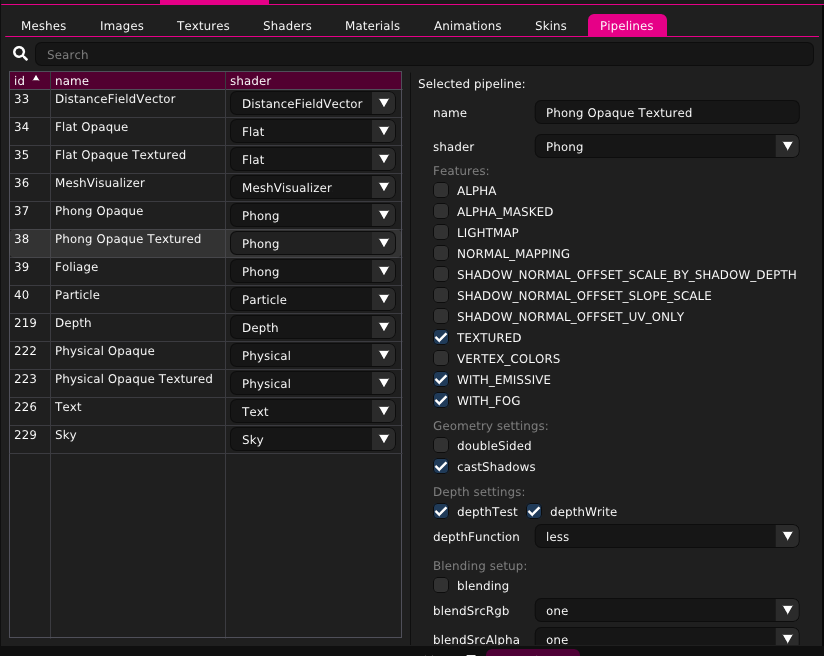 Meshes Images Textures Shaders Materials Animations Skins Pipelines
Search
id name shader
33 DistanceFieldVector DistanceFieldVector
34 Flat Opaque Flat
35 Flat Opaque Textured Flat
36 MeshVisualizer MeshVisualizer
37 Phong Opaque Phong
38 Phong Opaque Textured Phong
39 Foliage Phong
40 Particle Particle
219 Depth Depth
222 Physical Opaque Physical
223 Physical Opaque Textured Physical
226 Text Text
229 Sky Sky
Selected pipeline:
name Phong Opaque Textured
shader Phong
Features:
ALPHA
ALPHA_MASKED
LIGHTMAP
NORMAL_MAPPING
SHADOW_NORMAL_OFFSET_SCALE_BY_SHADOW_DEPTH
SHADOW_NORMAL_OFFSET_SLOPE_SCALE
SHADOW_NORMAL_OFFSET_UV_ONLY
TEXTURED
VERTEX_COLORS
WITH_EMISSIVE
WITH_FOG
Geometry settings:
doubleSided
castShadows
Depth settings:
depthTest depthWrite
depthFunction less
Blending setup:
blending
blendSrcRgb one
blendSrcAlpha one